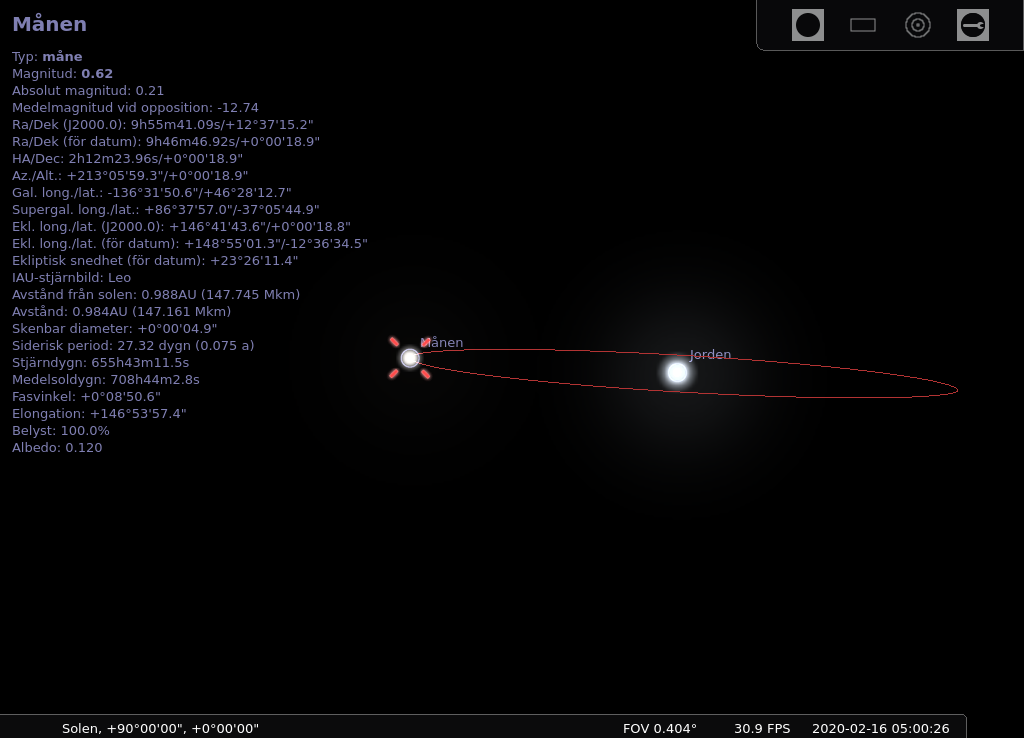 Månen
Typ: måne
Magnitud: 0.62
Absolut magnitud: 0.21
Medelmagnitud vid opposition: -12.74
Ra/Dek (J2000.0): 9h55m41.09s/+12°37'15.2"
Ra/Dek (för datum): 9h46m46.92s/+0°00'18.9"
HA/Dec: 2h12m23.96s/+0°00'18.9"
Az./Alt.: +213°05'59.3"/+0°00'18.9"
Gal. long./lat.: -136°31'50.6"/+46°28'12.7"
Supergal. long./lat.: +86°37'57.0"/-37°05'44.9"
Ekl. long./lat. (J2000.0): +146°41'43.6"/+0°00'18.8"
Ekl. long./lat. (för datum): +148°55'01.3"/-12°36'34.5"
Ekliptisk snedhet (för datum): +23°26'11.4"
IAU-stjärnbild: Leo
Avstånd från solen: 0.988AU (147.745 Mkm)
Avstånd: 0.984AU (147.161 Mkm)
Skenbar diameter: +0°00'04.9"
Siderisk period: 27.32 dygn (0.075 a)
Stjärndygn: 655h43m11.5s
Medelsoldygn: 708h44m2.8s
Fasvinkel: +0°08'50.6"
Elongation: +146°53'57.4"
Belyst: 100.0%
Albedo: 0.120
Månen
Jorden
Solen, +90°00'00", +0°00'00"
FOV 0.404°
30.9 FPS
2020-02-16 05:00:26